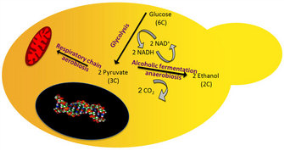 Glucose
(6C)
Glycolysis
2 NAD⁺
2 NADH
Respiratory chain
aerobiosis
Alcoholic fermentation
anaerobiosis
2 Pyruvate
(3C)
2 Ethanol
(2C)
2 CO₂